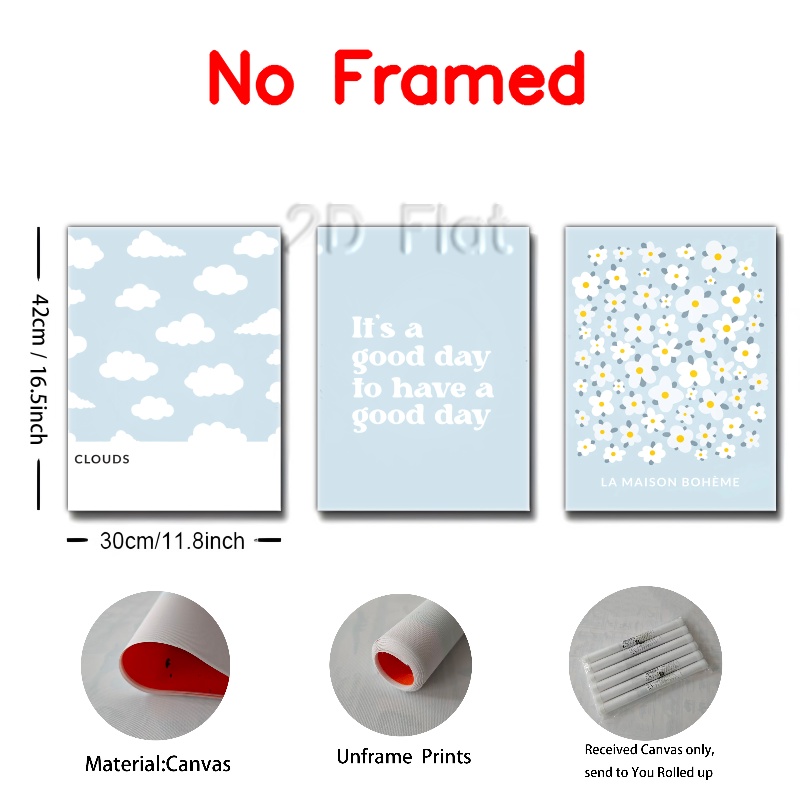 No Framed
2D Flat
42cm / 16.5inch
CLOUDS
It's a
good day
to have a
good day
LA MAISON BOHÈME
30cm/11.8inch
Material:Canvas
Unframe Prints
Received Canvas only,
send to You Rolled up